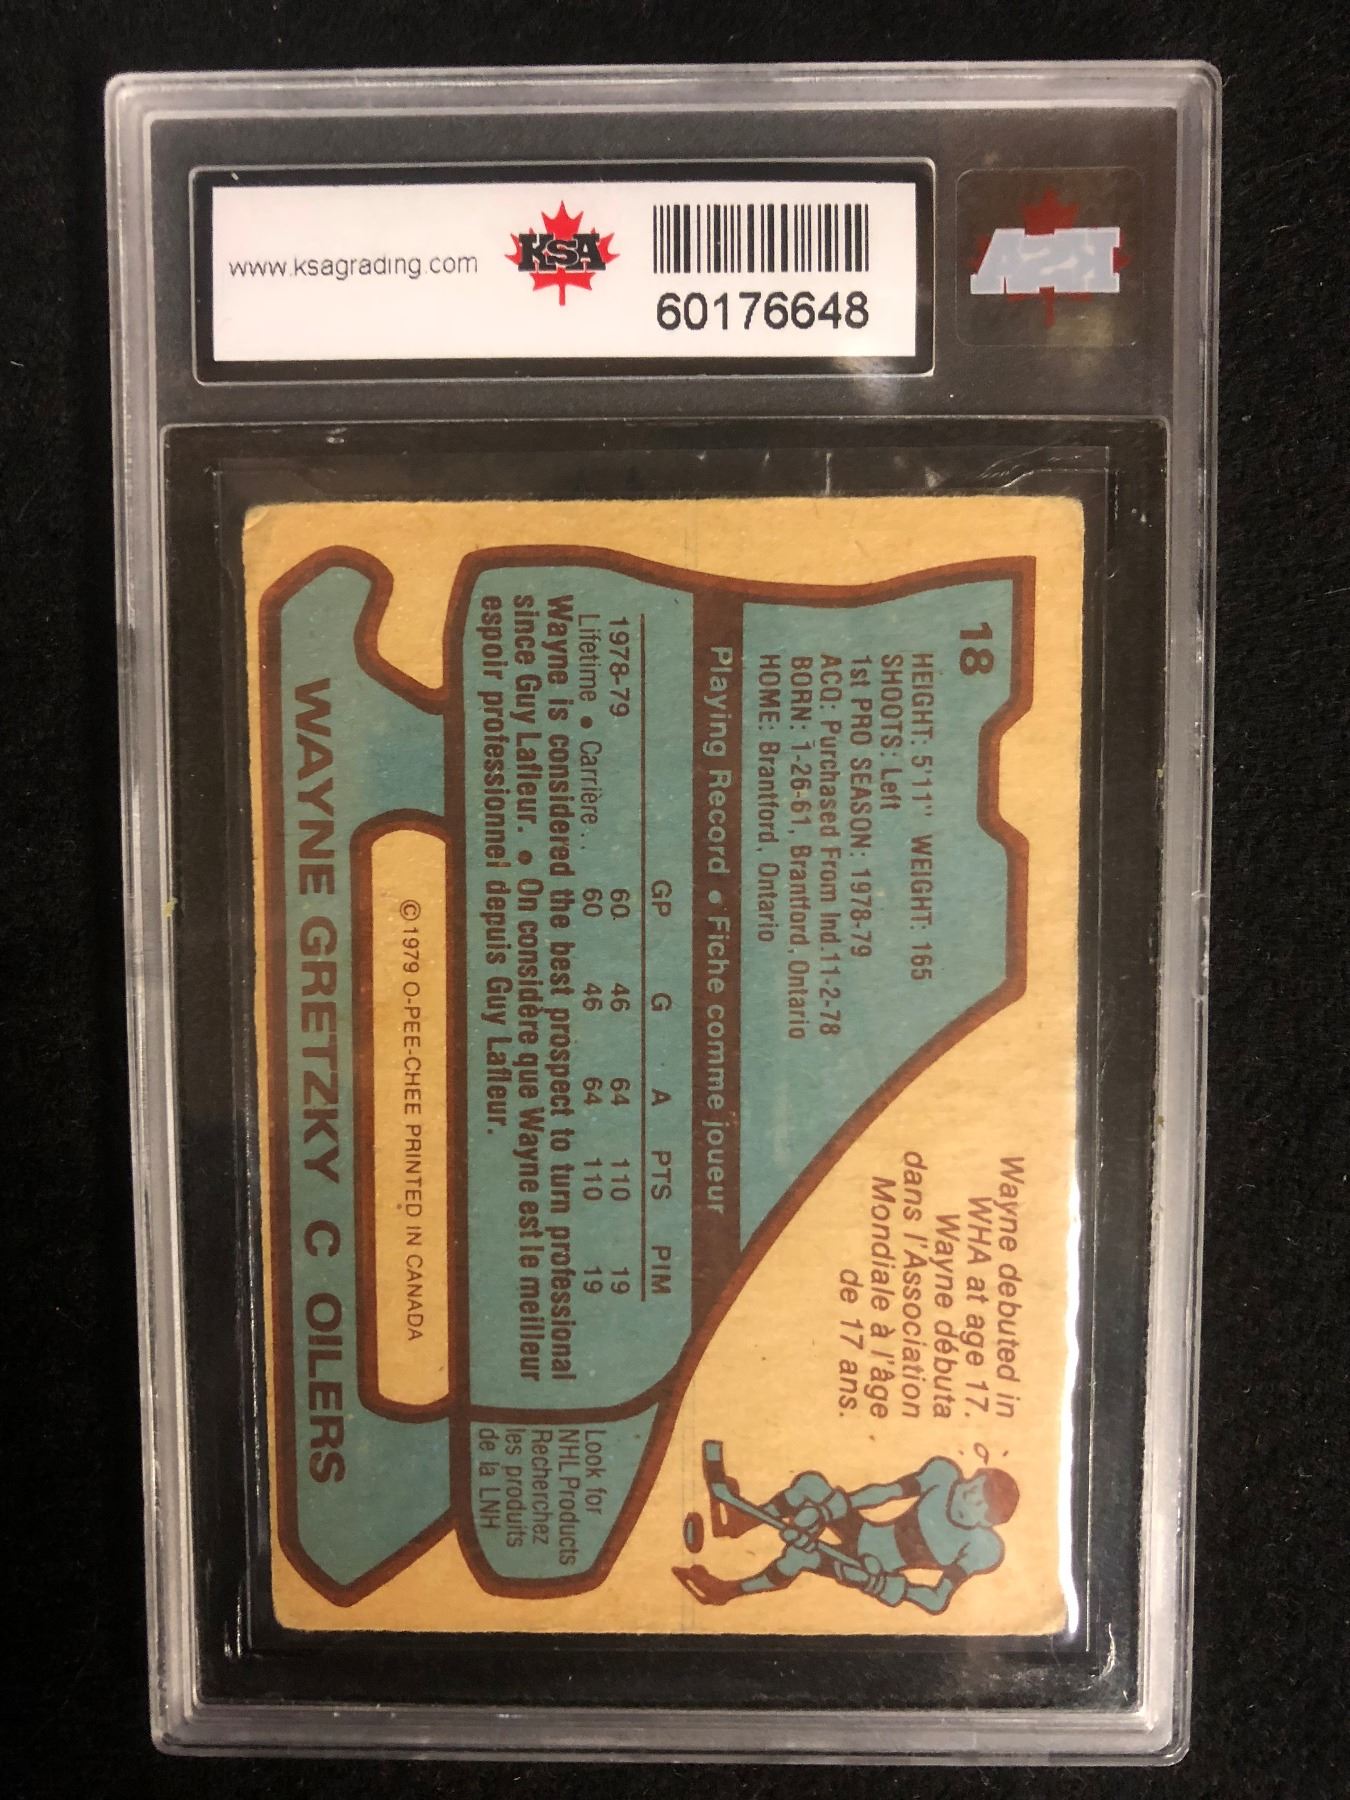 www.ksagrading.com
KSA
60176648
KSA
18
HEIGHT: 5'11" WEIGHT: 165
SHOOTS: Left
1st PRO SEASON: 1978-79
ACQ: Purchased From Ind. 11-2-78
BORN: 1-26-61, Brantford, Ontario
HOME: Brantford, Ontario
Wayne debuted in
WHA at age 17.
Wayne débuta
dans l'Association
Mondiale à l'âge
de 17 ans.
Playing Record • Fiche comme joueur
GP G A PTS PIM
1978-79 60 46 64 110 19
Lifetime • Carrière . . 60 46 64 110 19
Wayne is considered the best prospect to turn professional
since Guy Lafleur. • On considère que Wayne est le meilleur
espoir professionnel depuis Guy Lafleur.
Look for
NHL Products
Recherchez
les produits
de la LNH
© 1979 O-PEE-CHEE PRINTED IN CANADA
WAYNE GRETZKY C OILERS